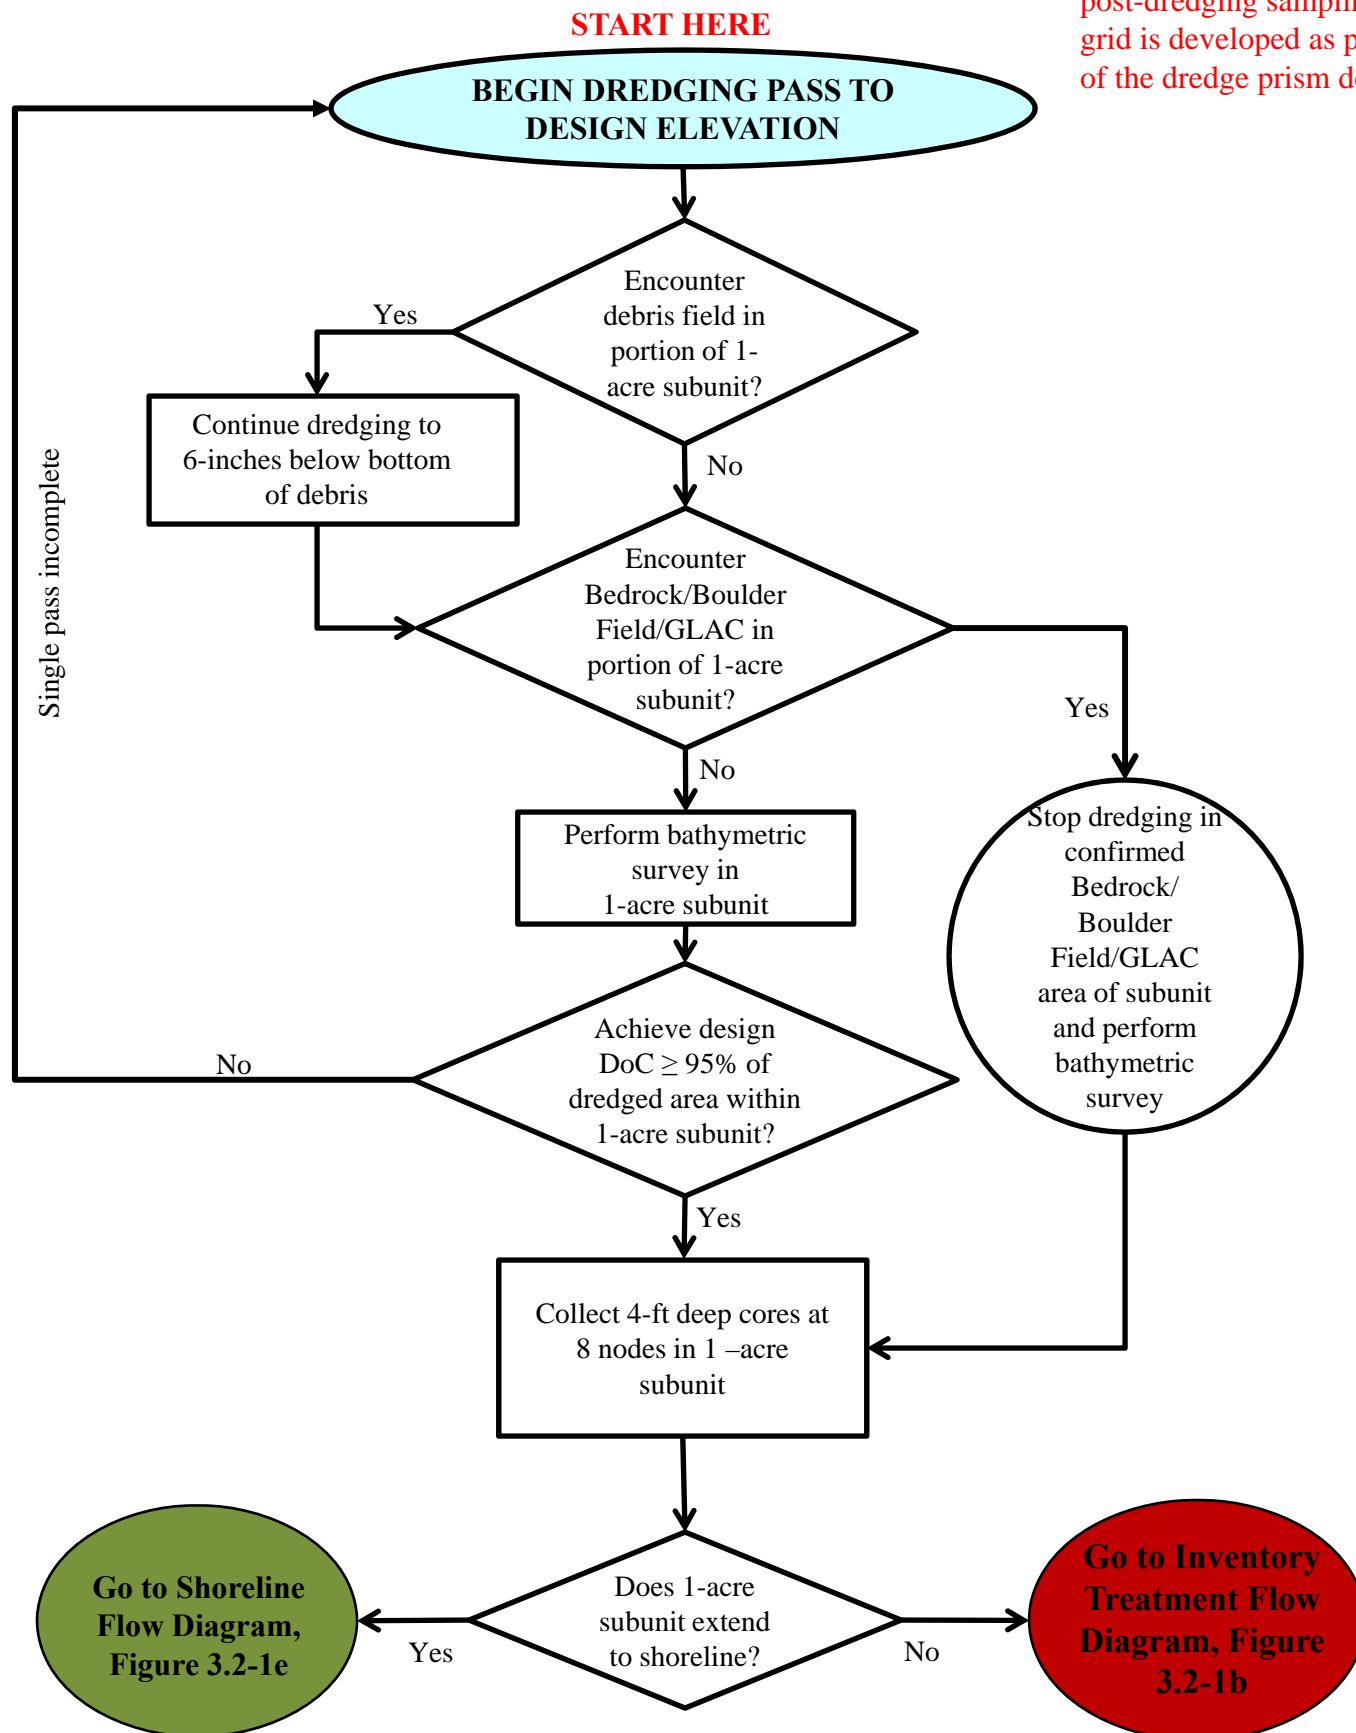 post-dredging
grid is developed as
of the dredge prism
START HERE
BEGIN DREDGING PASS TO
DESIGN ELEVATION
Encounter
debris field in
portion of 1-
acre subunit?
Yes
Continue dredging to
6-inches below bottom
of debris
No
Single pass incomplete
Encounter
Bedrock/Boulder
Field/GLAC in
portion of 1-acre
subunit?
Yes
No
Perform bathymetric
survey in
1-acre subunit
Stop dredging in
confirmed
Bedrock/
Boulder
Field/GLAC
area of subunit
and perform
bathymetric
survey
Achieve design
DoC ≥ 95% of
dredged area within
1-acre subunit?
No
Yes
Collect 4-ft deep cores at
8 nodes in 1 –acre
subunit
Does 1-acre
subunit extend
to shoreline?
Yes
No
Go to Shoreline
Flow Diagram,
Figure 3.2-1e
Go to Inventory
Treatment Flow
Diagram, Figure
3.2-1b